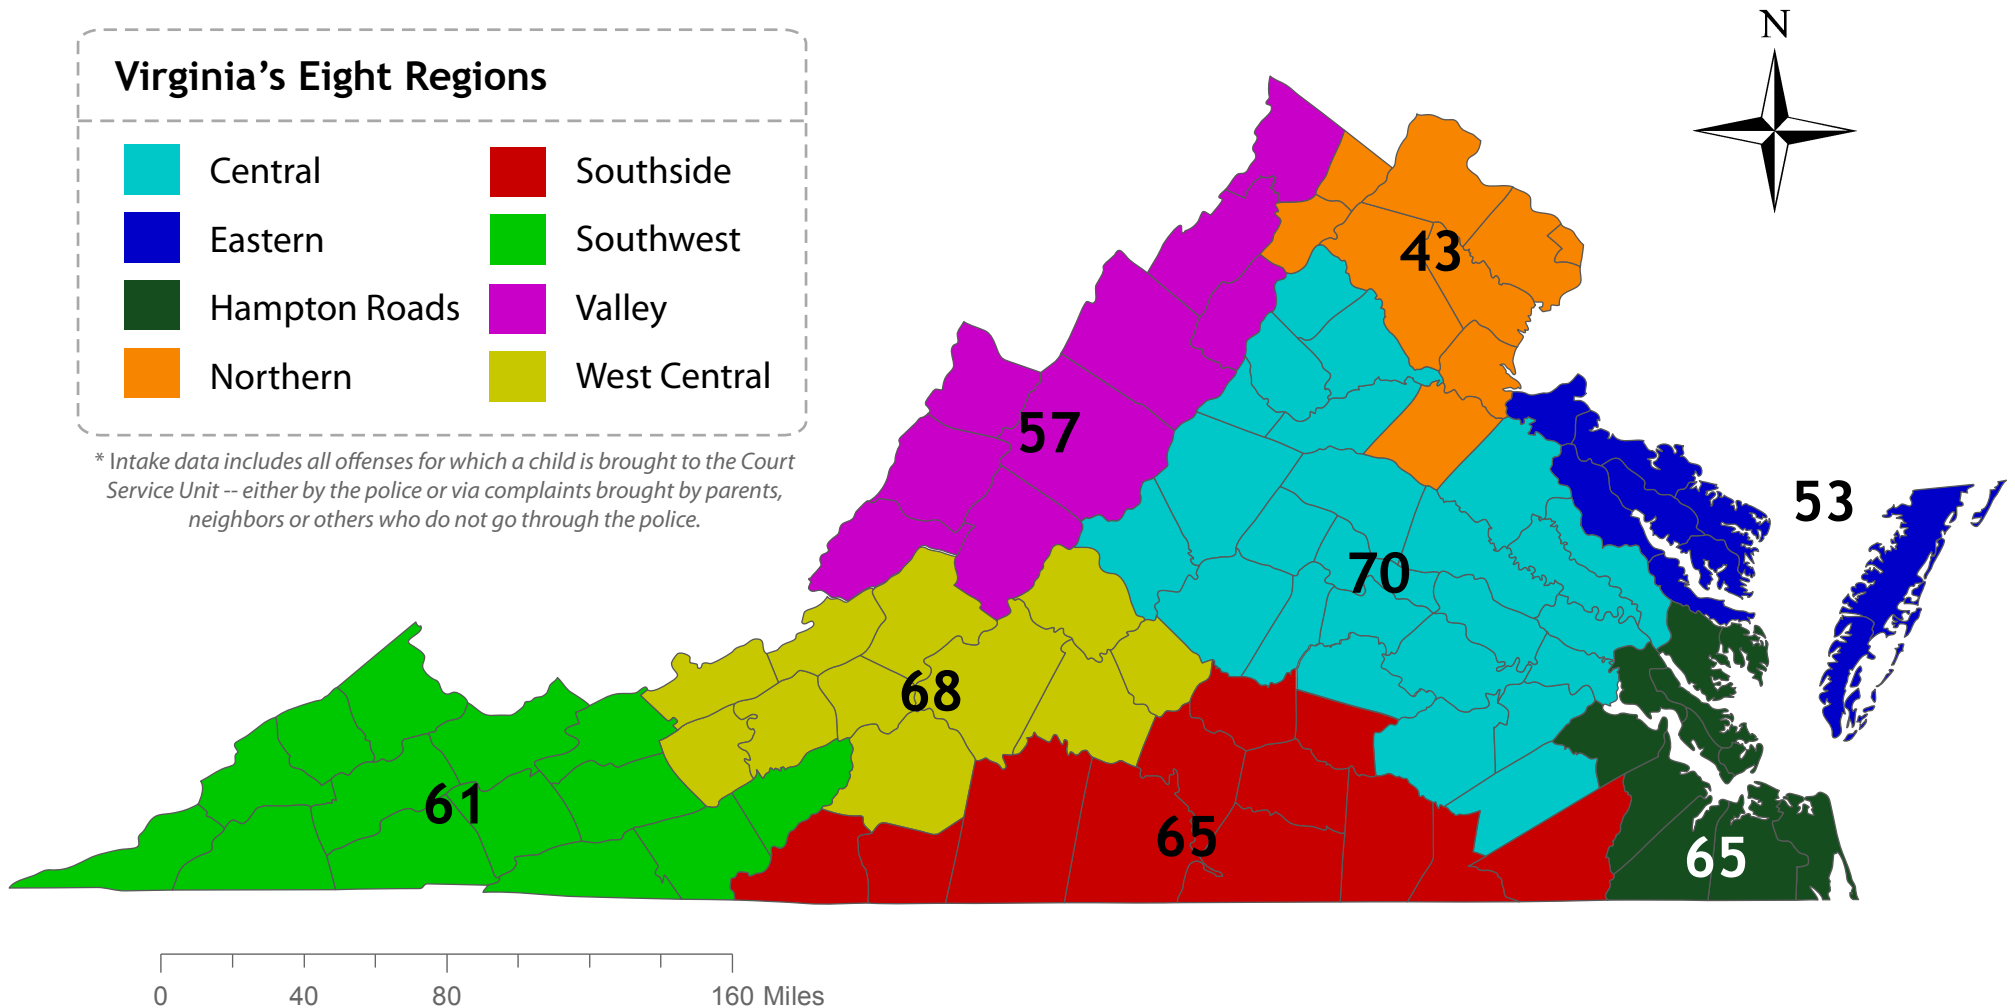 N
Virginia's Eight Regions
Central
Eastern
Hampton Roads
Northern
Southside
Southwest
Valley
West Central
* Intake data includes all offenses for which a child is brought to the Court
Service Unit -- either by the police or via complaints brought by parents,
neighbors or others who do not go through the police.
43
57
53
70
68
61
65
65
0 40 80 160 Miles